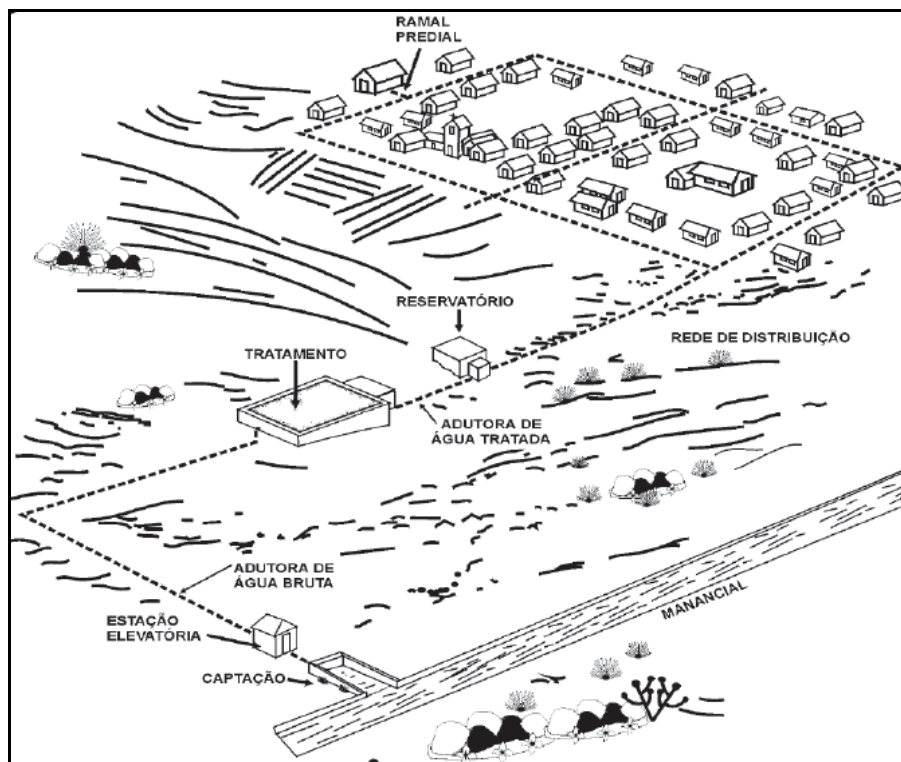 RAMAL
PREDIAL
RESERVATÓRIO
TRATAMENTO
REDE DE DISTRIBUIÇÃO
ADUTORA DE
ÁGUA TRATADA
ADUTORA DE
ÁGUA BRUTA
MANANCIAL
ESTAÇÃO
ELEVATÓRIA
CAPTAÇÃO